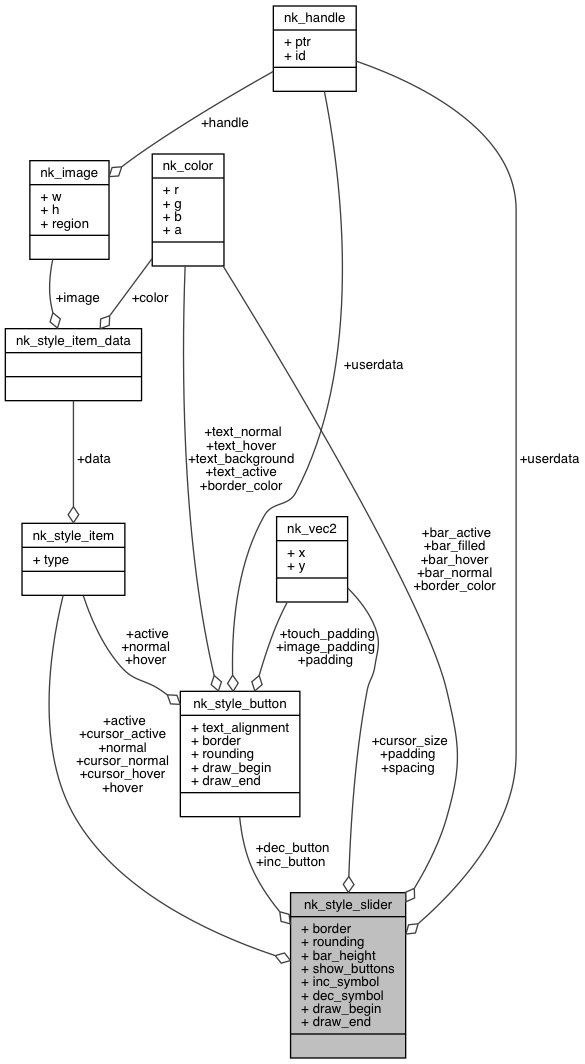 nk_handle
+ ptr
+ id
+handle
nk_image
+ w
+ h
+ region
nk_color
+ r
+ g
+ b
+ a
+image
+color
nk_style_item_data
+userdata
+text_normal
+text_hover
+text_background
+text_active
+border_color
+data
+userdata
nk_style_item
+ type
nk_vec2
+ x
+ y
+bar_active
+bar_filled
+bar_hover
+bar_normal
+border_color
+active
+normal
+hover
+touch_padding
+image_padding
+padding
nk_style_button
+ text_alignment
+ border
+ rounding
+ draw_begin
+ draw_end
+active
+cursor_active
+normal
+cursor_normal
+cursor_hover
+hover
+cursor_size
+padding
+spacing
+dec_button
+inc_button
nk_style_slider
+ border
+ rounding
+ bar_height
+ show_buttons
+ inc_symbol
+ dec_symbol
+ draw_begin
+ draw_end